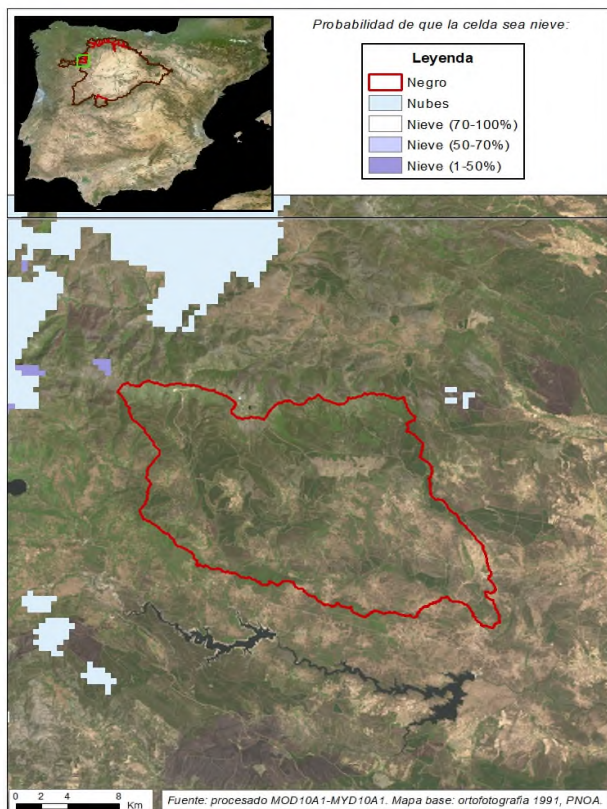 Probabilidad de que la celda sea nieve:
Leyenda
Negro
Nubes
Nieve (70-100%)
Nieve (50-70%)
Nieve (1-50%)
0 2 4 8
Km
Fuente: procesado MOD10A1-MYD10A1. Mapa base: ortofotografia 1991, PNOA